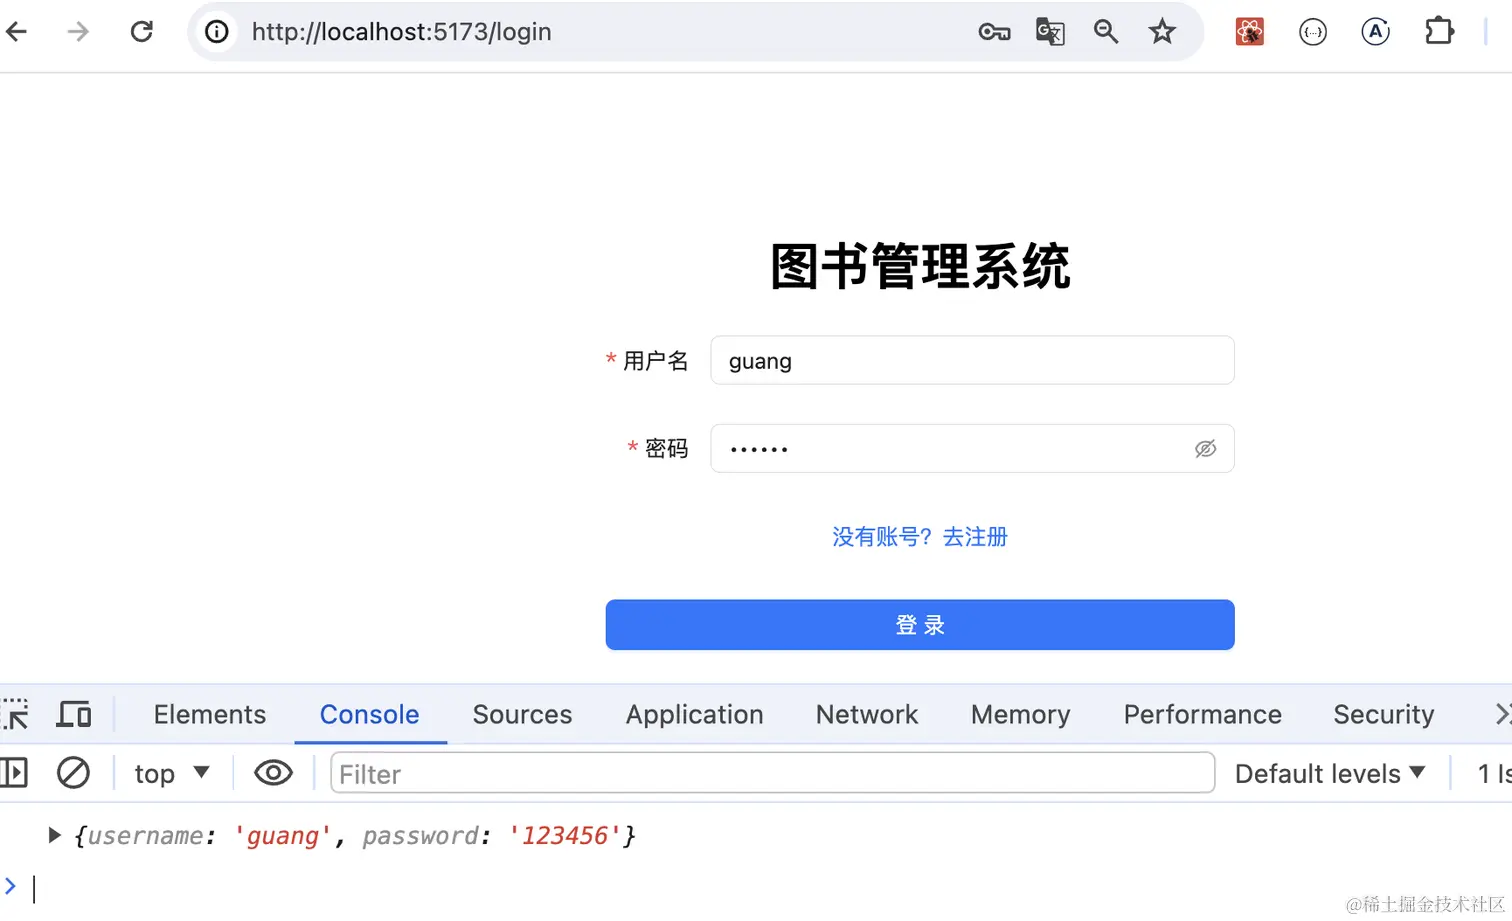 http://localhost:5173/login
图书管理系统
* 用户名 guang
* 密码 ••••••
没有账号？去注册
登 录
Elements Console Sources Application Network Memory Performance Security
top Filter Default levels 1 Is
{username: 'guang', password: '123456'}
@稀土掘金技术社区